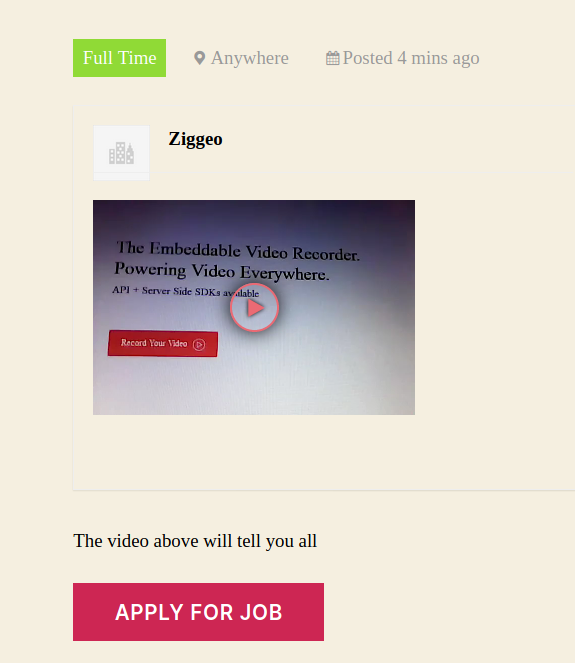 Full Time Anywhere Posted 4 mins ago
Ziggeo
The Embeddable Video Recorder.
Powering Video Everywhere.
API + Server Side SDKs available
Record Your Video
The video above will tell you all
APPLY FOR JOB